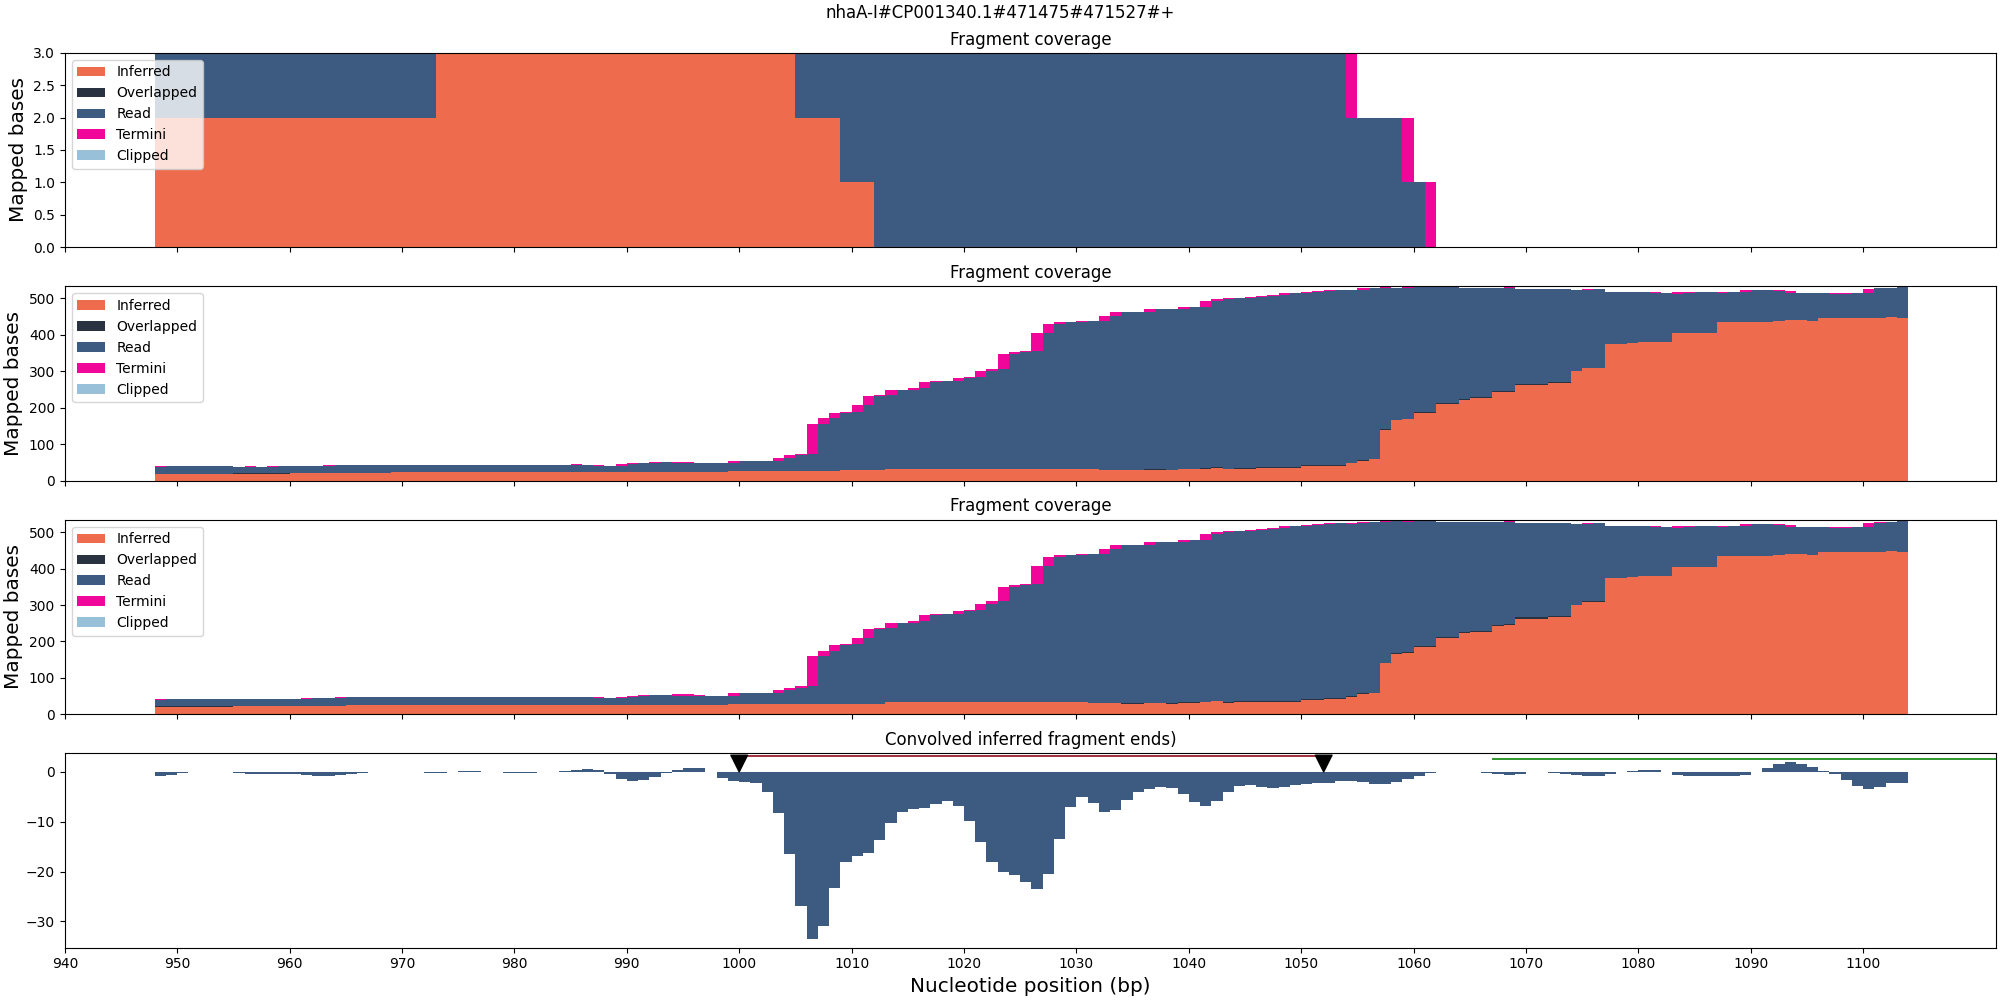 nhaA-I#CP001340.1#471475#471527#+
Fragment coverage
Mapped bases
3.0
2.5
2.0
1.5
1.0
0.5
0.0
Inferred
Overlapped
Read
Termini
Clipped
Fragment coverage
Mapped bases
500
400
300
200
100
0
Inferred
Overlapped
Read
Termini
Clipped
Fragment coverage
Mapped bases
500
400
300
200
100
0
Inferred
Overlapped
Read
Termini
Clipped
Convolved inferred fragment ends)
0
−10
−20
−30
940 950 960 970 980 990 1000 1010 1020 1030 1040 1050 1060 1070 1080 1090 1100
Nucleotide position (bp)